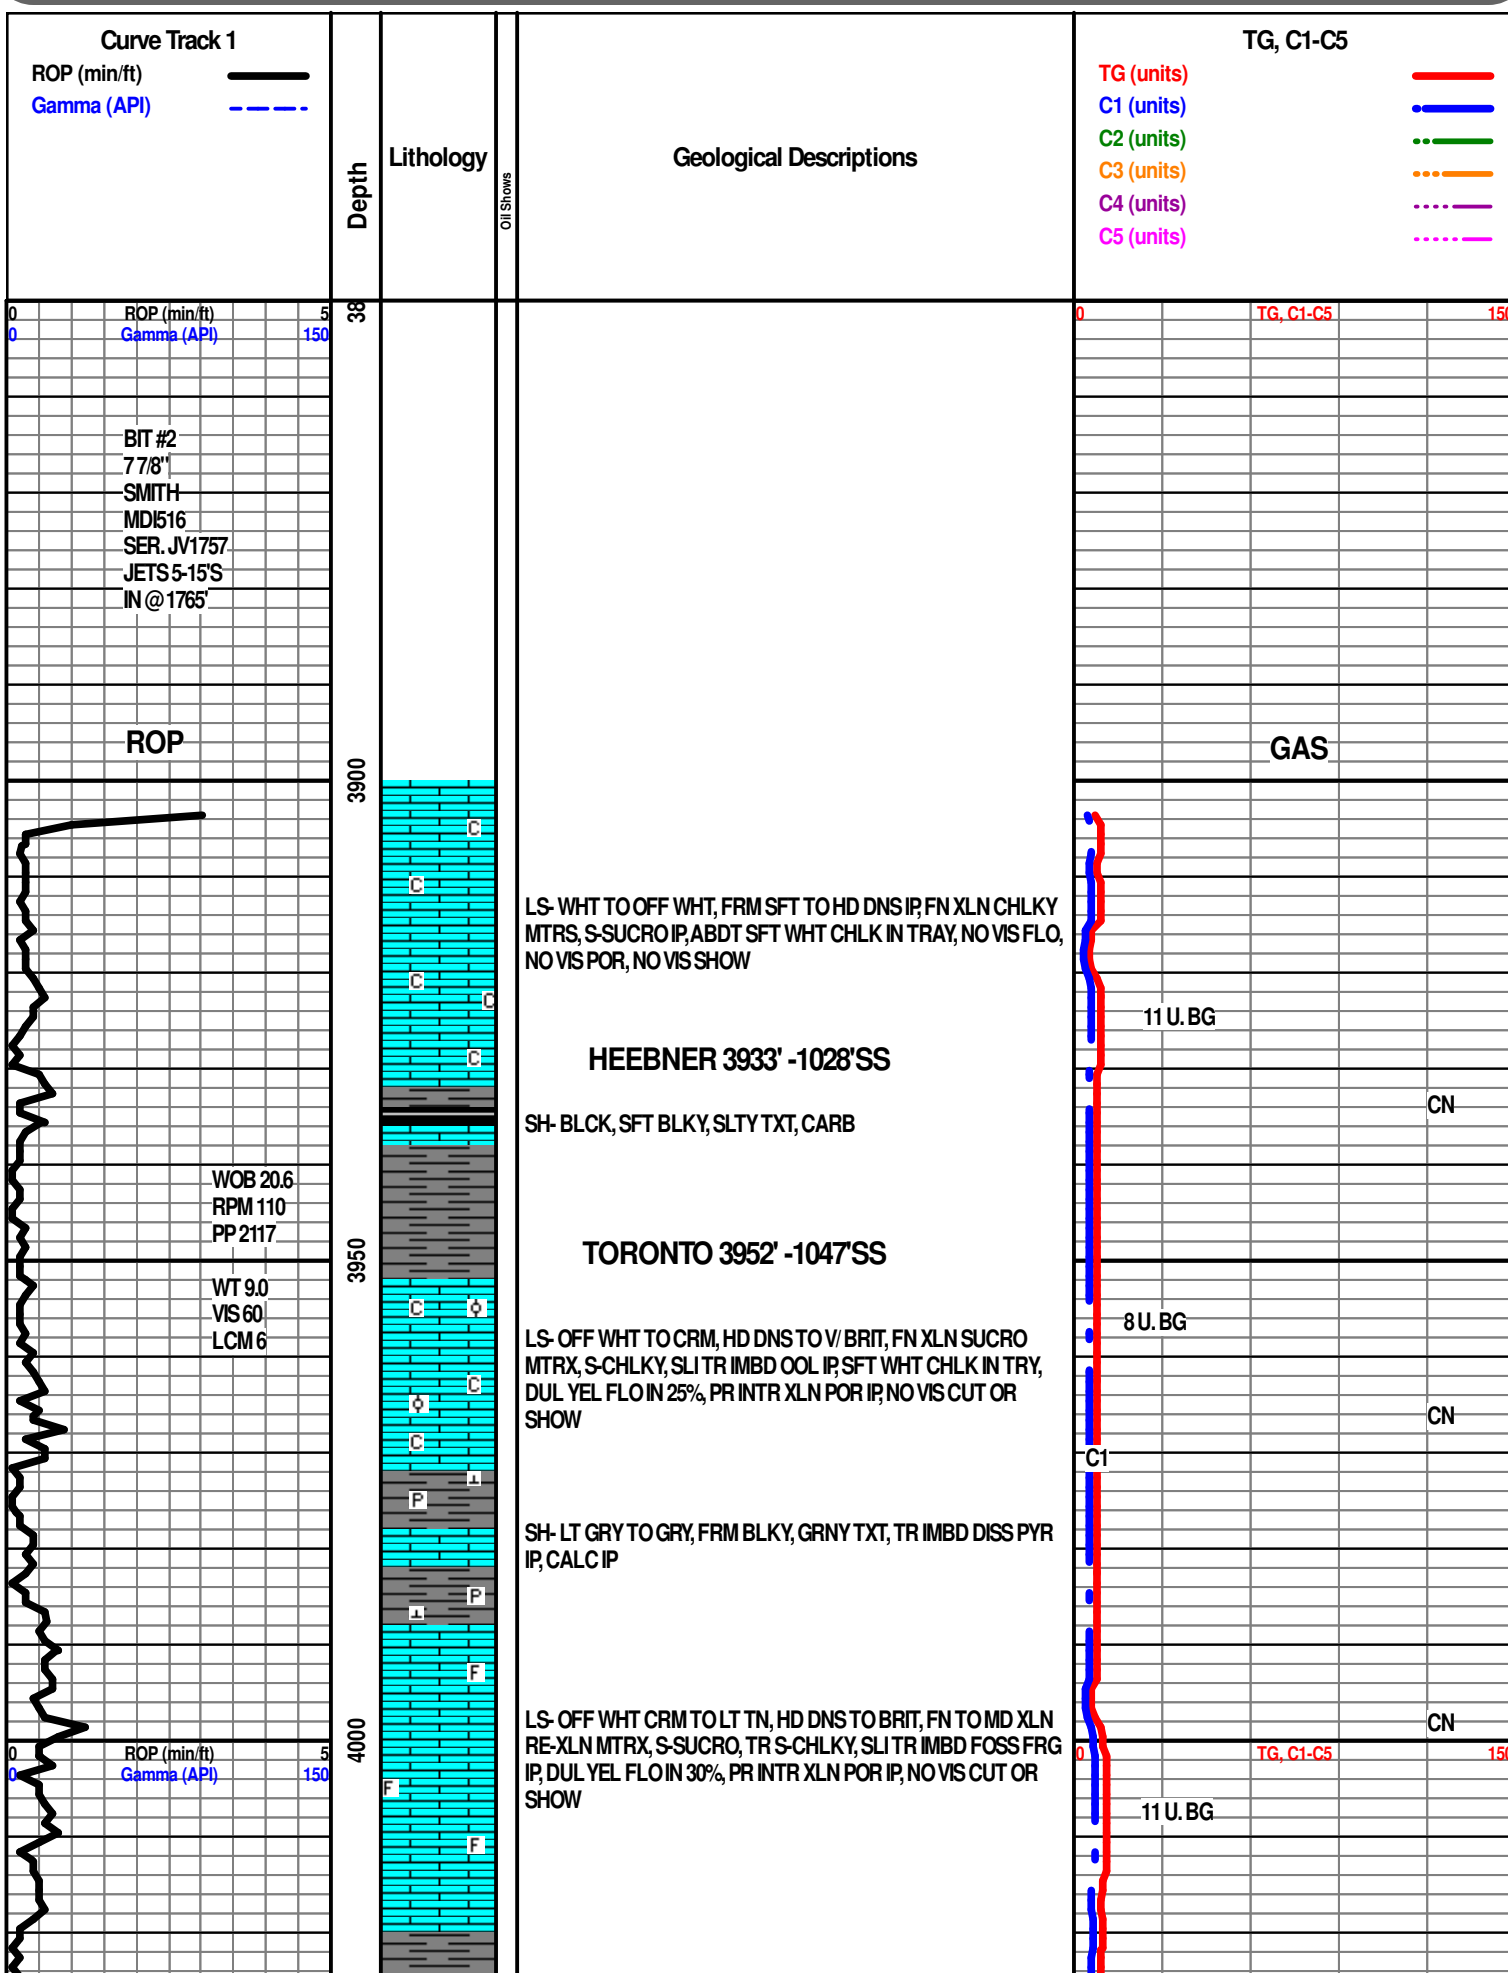 Curve Track 1
ROP (min/ft)
Gamma (API)
Depth
Lithology
Oil Shows
Geological Descriptions
TG, C1-C5
TG (units)
C1 (units)
C2 (units)
C3 (units)
C4 (units)
C5 (units)
0 ROP (min/ft) 5
0 Gamma (API) 150
38
0 TG, C1-C5 150
BIT #2
7 7/8"
SMITH
MDI516
SER. JV1757
JETS 5-15'S
IN @ 1765'
ROP
GAS
3900
C
C
LS- WHT TO OFF WHT, FRM SFT TO HD DNS IP, FN XLN CHLKY
MTRS, S-SUCRO IP, ABDT SFT WHT CHLK IN TRAY, NO VIS FLO,
NO VIS POR, NO VIS SHOW
C
C
11 U. BG
C
HEEBNER 3933' -1028'SS
CN
SH- BLCK, SFT BLKY, SLTY TXT, CARB
WOB 20.6
RPM 110
PP 2117
3950
TORONTO 3952' -1047'SS
WT 9.0
VIS 60
LCM 6
C
8 U. BG
LS- OFF WHT TO CRM, HD DNS TO V/ BRIT, FN XLN SUCRO
MTRX, S-CHLKY, SLI TR IMBD OOL IP, SFT WHT CHLK IN TRY,
DUL YEL FLO IN 25%, PR INTR XLN POR IP, NO VIS CUT OR
SHOW
C
CN
C
C1
P
SH- LT GRY TO GRY, FRM BLKY, GRNY TXT, TR IMBD DISS PYR
IP, CALC IP
P
F
LS- OFF WHT CRM TO LT TN, HD DNS TO BRIT, FN TO MD XLN
RE-XLN MTRX, S-SUCRO, TR S-CHLKY, SLI TR IMBD FOSS FRG
IP, DUL YEL FLO IN 30%, PR INTR XLN POR IP, NO VIS CUT OR
SHOW
CN
4000
0 ROP (min/ft) 5
0 Gamma (API) 150
0 TG, C1-C5 150
F
11 U. BG
F